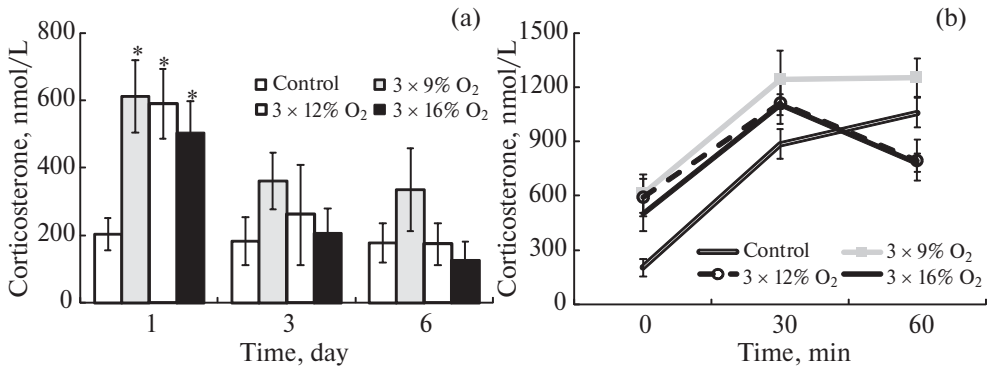 (a)
Corticosterone, nmol/L
800
600
400
200
0
* * *
Control 3 × 9% O₂
3 × 12% O₂ 3 × 16% O₂
1 3 6
Time, day
(b)
Corticosterone, nmol/L
1500
1200
900
600
300
0
Control 3 × 9% O₂
3 × 12% O₂ 3 × 16% O₂
0 30 60
Time, min